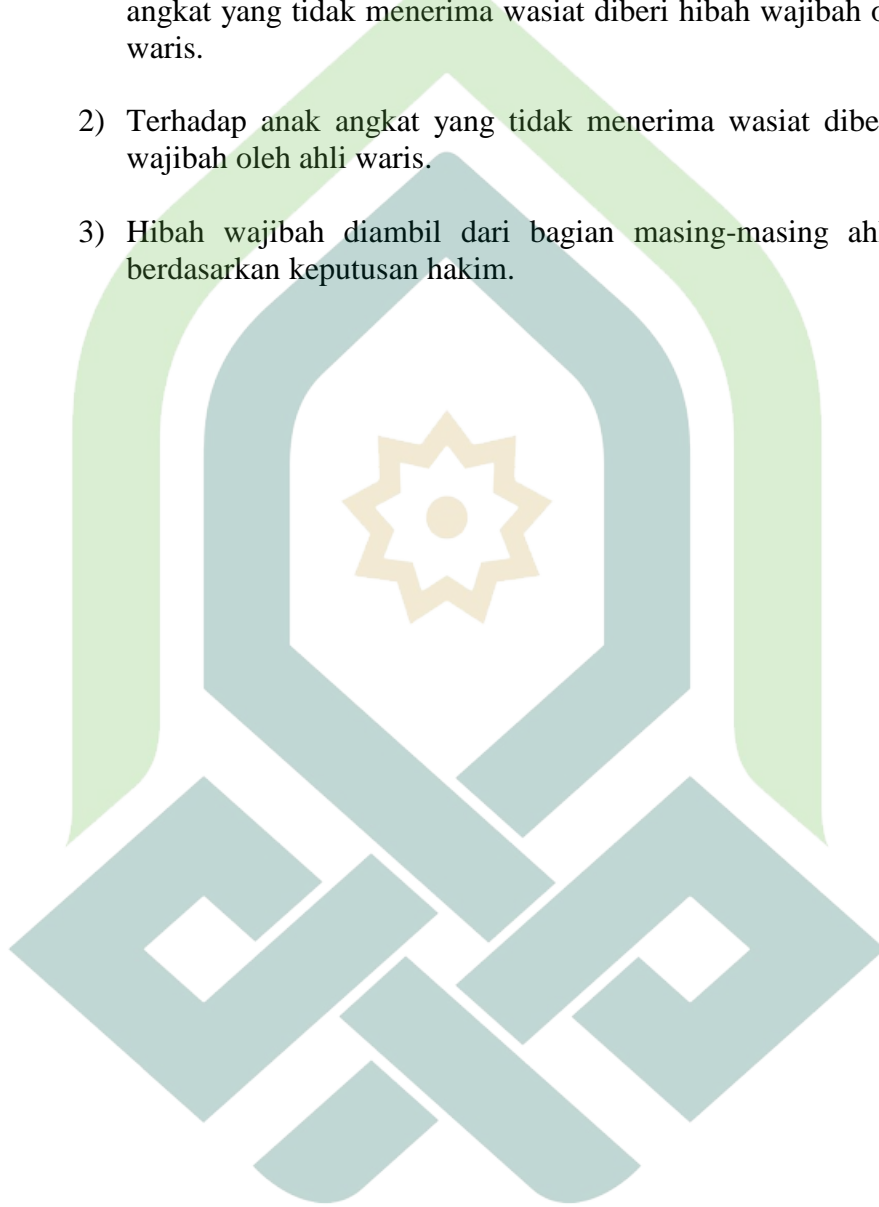 angkat yang tidak menerima wasiat diberi hibah wajibah
waris.
2) Terhadap anak angkat yang tidak menerima wasiat dibe
wajibah oleh ahli waris.
3) Hibah wajibah diambil dari bagian masing-masing ah
berdasarkan keputusan hakim.